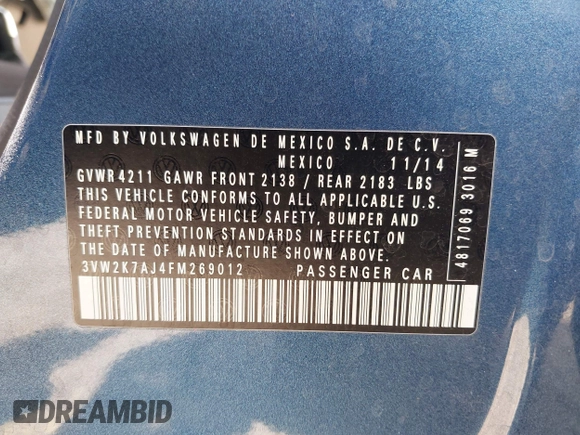 MFD BY VOLKSWAGEN DE MEXICO S.A. DE C.V.
MEXICO 11/14
GVWR 4211 GAWR FRONT 2138 / REAR 2183 LBS
THIS VEHICLE CONFORMS TO ALL APPLICABLE U.S.
FEDERAL MOTOR VEHICLE SAFETY, BUMPER AND
THEFT PREVENTION STANDARDS IN EFFECT ON
THE DATE OF MANUFACTURE SHOWN ABOVE.
3VW2K7AJ4FM269012 PASSENGER CAR
4817069 3016 M
DREAMBID